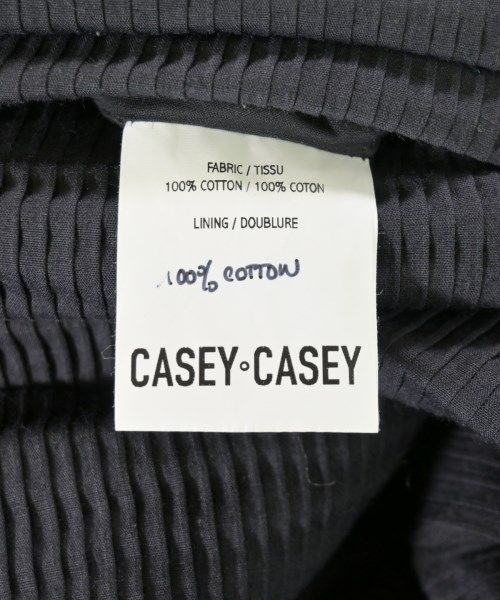 FABRIC / TISSU
100% COTTON / 100% COTON
LINING / DOUBLURE
100% COTTON
CASEY°CASEY